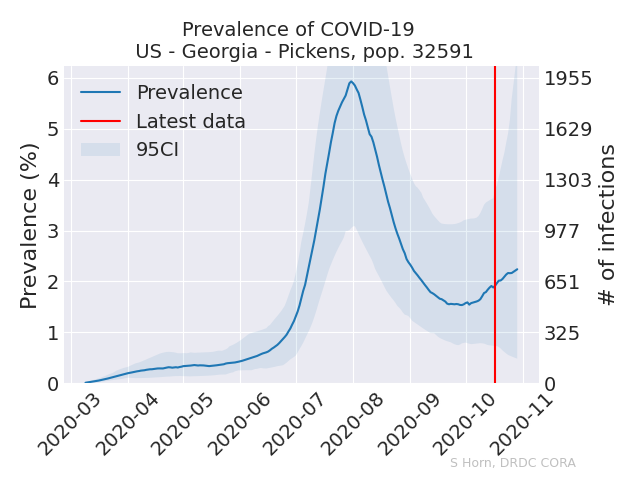 Prevalence of COVID-19
US - Georgia - Pickens, pop. 32591
Prevalence
Latest data
95CI
Prevalence (%)
6
5
4
3
2
1
0
1955
1629
1303
977
651
325
0
# of infections
2020-03
2020-04
2020-05
2020-06
2020-07
2020-08
2020-09
2020-10
2020-11
S Horn, DRDC CORA